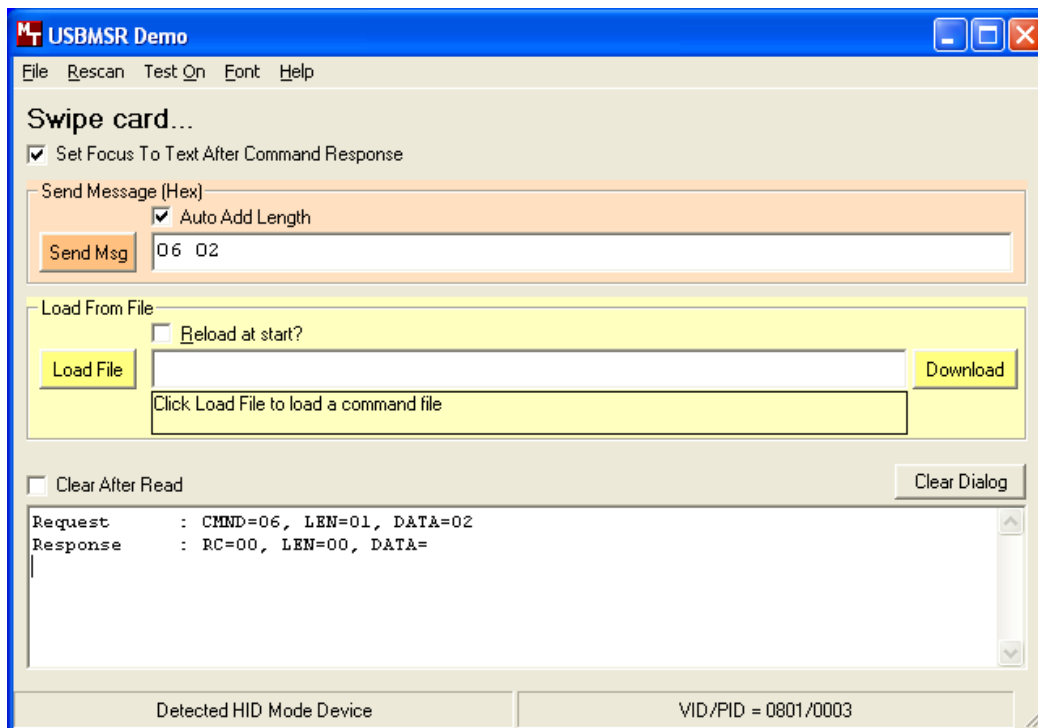 MT USBMSR Demo
File Rescan Test On Font Help
Swipe card...
Set Focus To Text After Command Response
Send Message (Hex)
Auto Add Length
Send Msg 06 02
Load From File
Reload at start?
Load File Download
Click Load File to load a command file
Clear After Read Clear Dialog
Request : CMND=06, LEN=01, DATA=02
Response : RC=00, LEN=00, DATA=
Detected HID Mode Device VID/PID = 0801/0003